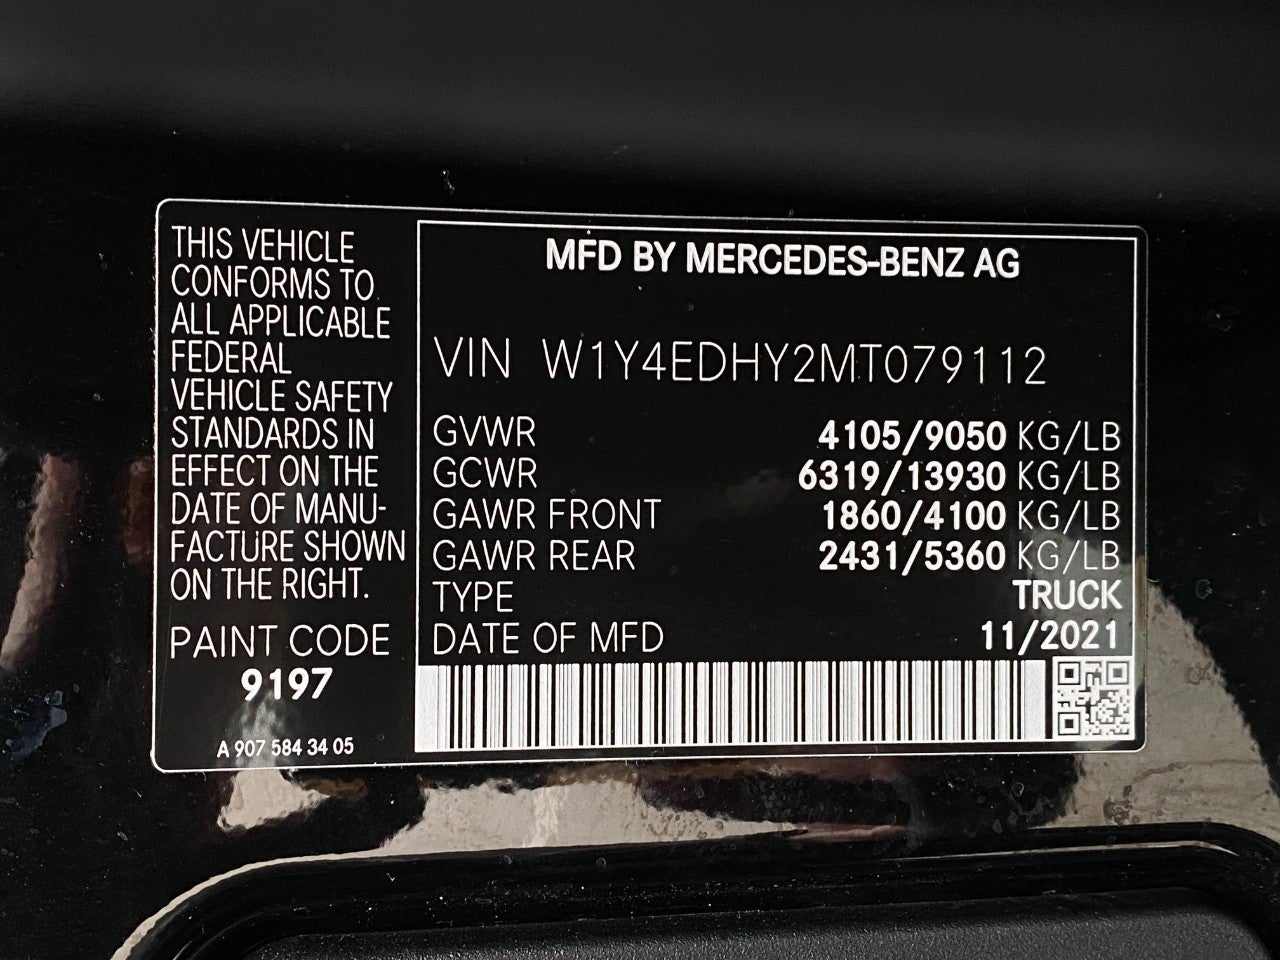 THIS VEHICLE
CONFORMS TO
ALL APPLICABLE
FEDERAL
VEHICLE SAFETY
STANDARDS IN
EFFECT ON THE
DATE OF MANU-
FACTURE SHOWN
ON THE RIGHT.
PAINT CODE
9197
A 907 584 34 05
MFD BY MERCEDES-BENZ AG
VIN W1Y4EDHY2MT079112
GVWR 4105/9050 KG/LB
GCWR 6319/13930 KG/LB
GAWR FRONT 1860/4100 KG/LB
GAWR REAR 2431/5360 KG/LB
TYPE TRUCK
DATE OF MFD 11/2021